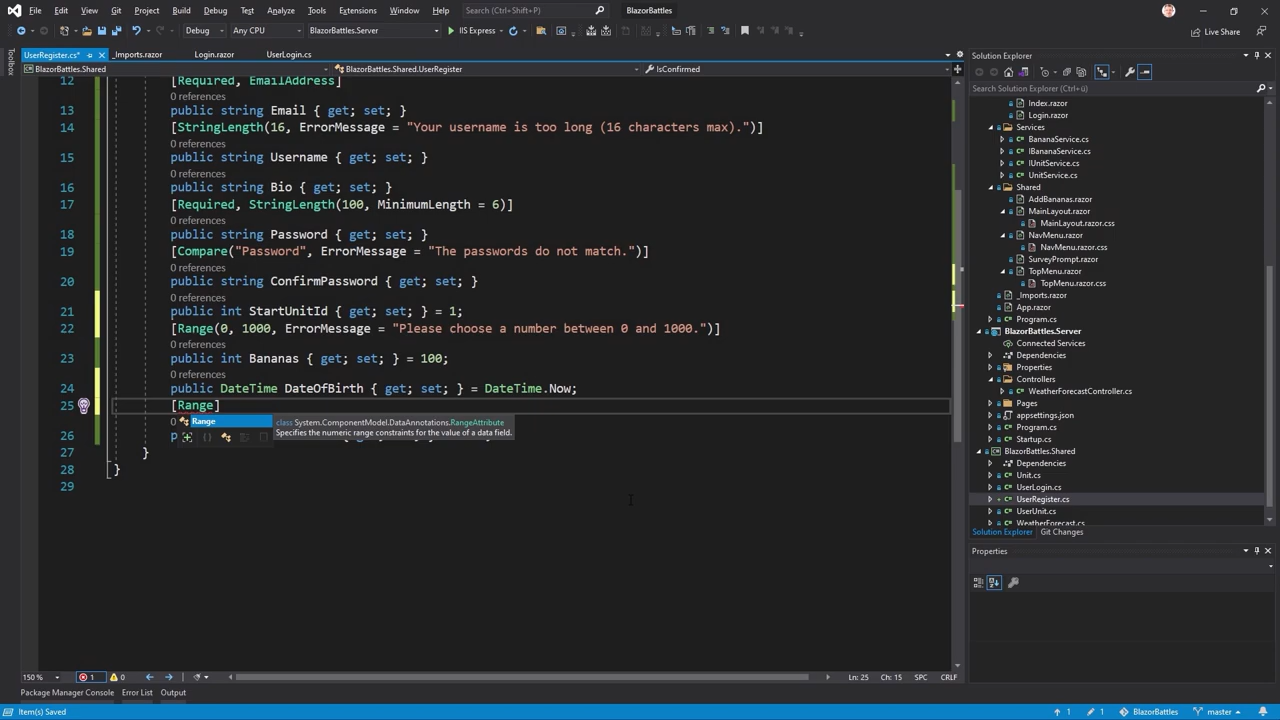 File Edit View Git Project Build Debug Test Analyze Tools Extensions Window Help Search (Ctrl+Q) BlazorBattles
Debug Any CPU BlazorBattles.Server IIS Express Live Share
Toolbox
UserRegister.cs* _Imports.razor Login.razor UserLogin.cs
BlazorBattles.Shared BlazorBattles.Shared.UserRegister IsConfirmed
12 [Required, EmailAddress]
0 references
13 public string Email { get; set; }
14 [StringLength(16, ErrorMessage = "Your username is too long (16 characters max).")]
0 references
15 public string Username { get; set; }
0 references
16 public string Bio { get; set; }
17 [Required, StringLength(100, MinimumLength = 6)]
0 references
18 public string Password { get; set; }
19 [Compare("Password", ErrorMessage = "The passwords do not match.")]
0 references
20 public string ConfirmPassword { get; set; }
0 references
21 public int StartUnitId { get; set; } = 1;
22 [Range(0, 1000, ErrorMessage = "Please choose a number between 0 and 1000.")]
0 references
23 public int Bananas { get; set; } = 100;
0 references
24 public DateTime DateOfBirth { get; set; } = DateTime.Now;
25 [Range]
Range
class System.ComponentModel.DataAnnotations.RangeAttribute
Specifies the numeric range constraints for the value of a data field.
26
27 }
28 }
29
150 % 1 0 Ln: 25 Ch: 15 SPC CRLF
Package Manager Console Error List Output
Item(s) Saved 1 1 BlazorBattles master
Solution Explorer
Search Solution Explorer (Ctrl+ü)
Index.razor
Login.razor
Services
BananaService.cs
IBananaService.cs
IUnitService.cs
UnitService.cs
Shared
AddBananas.razor
MainLayout.razor
MainLayout.razor.css
NavMenu.razor
NavMenu.razor.css
SurveyPrompt.razor
TopMenu.razor
TopMenu.razor.css
_Imports.razor
Program.cs
BlazorBattles.Server
Connected Services
Dependencies
Properties
Controllers
WeatherForecastController.cs
Pages
appsettings.json
Program.cs
Startup.cs
BlazorBattles.Shared
Dependencies
Unit.cs
UserLogin.cs
UserRegister.cs
UserUnit.cs
WeatherForecast.cs
Solution Explorer Git Changes
Properties